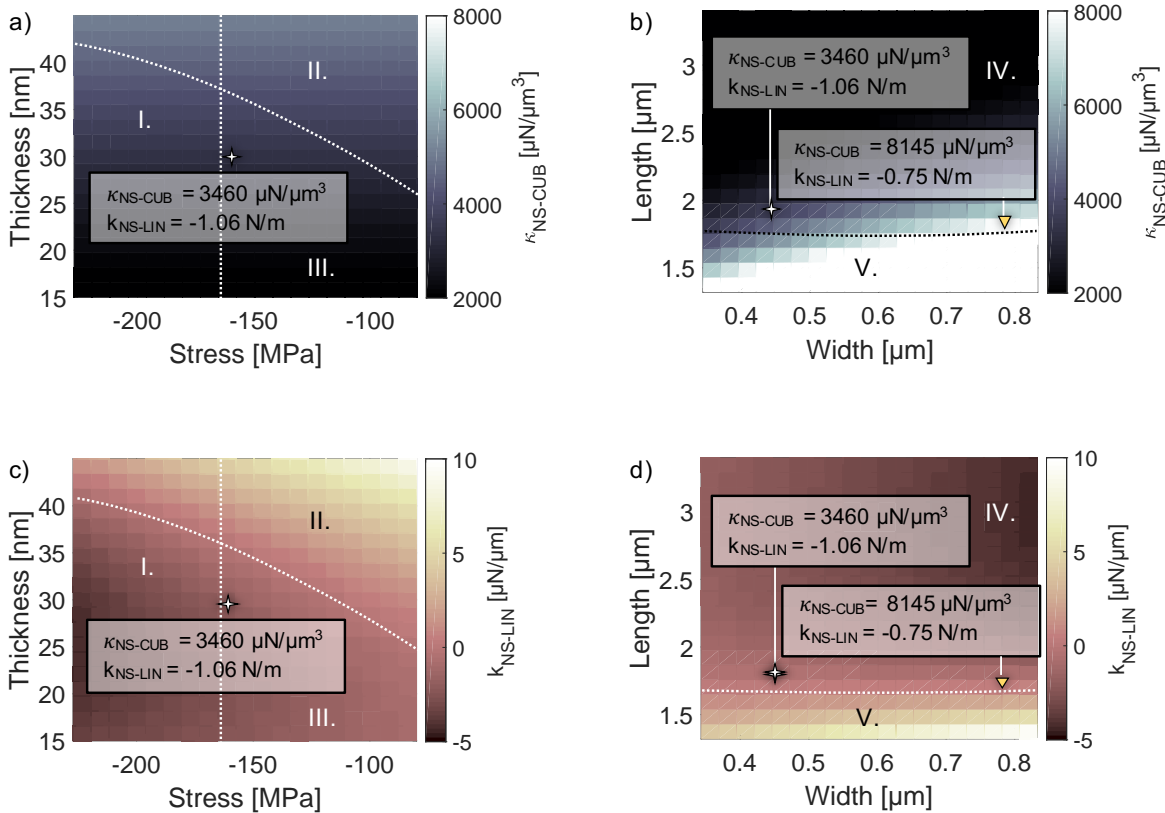 a)
Thickness [nm]
40
35
30
25
20
15
I.
II.
III.
κNS-CUB = 3460 µN/µm³
kNS-LIN = -1.06 N/m
-200
-150
-100
Stress [MPa]
8000
6000
4000
2000
κNS-CUB [µN/µm³]
b)
Length [µm]
3
2.5
2
1.5
κNS-CUB = 3460 µN/µm³
kNS-LIN = -1.06 N/m
IV.
κNS-CUB = 8145 µN/µm³
kNS-LIN = -0.75 N/m
V.
0.4
0.5
0.6
0.7
0.8
Width [µm]
8000
6000
4000
2000
κNS-CUB [µN/µm³]
c)
Thickness [nm]
40
35
30
25
20
15
I.
II.
III.
κNS-CUB = 3460 µN/µm³
kNS-LIN = -1.06 N/m
-200
-150
-100
Stress [MPa]
10
5
0
-5
kNS-LIN [µN/µm]
d)
Length [µm]
3
2.5
2
1.5
κNS-CUB = 3460 µN/µm³
kNS-LIN = -1.06 N/m
IV.
κNS-CUB= 8145 µN/µm³
kNS-LIN = -0.75 N/m
V.
0.4
0.5
0.6
0.7
0.8
Width [µm]
10
5
0
-5
kNS-LIN [µN/µm]